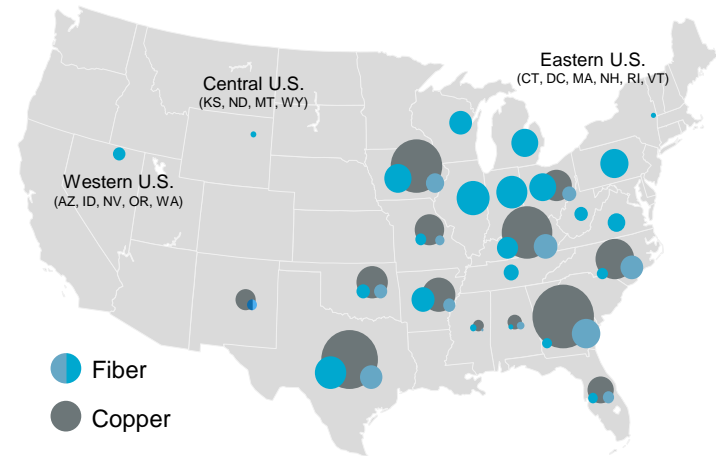 Eastern U.S.
(CT, DC, MA, NH, RI, VT)
Central U.S.
(KS, ND, MT, WY)
Western U.S.
(AZ, ID, NV, OR, WA)
Fiber
Copper